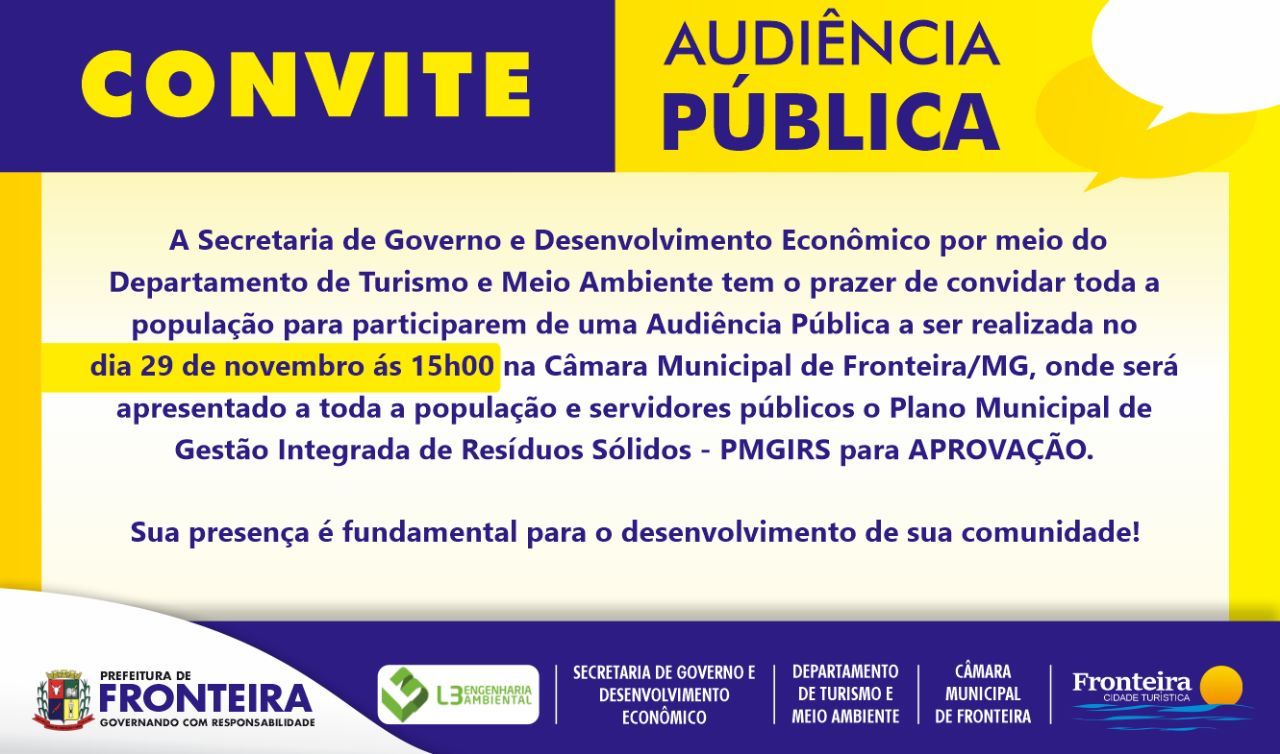 CONVITE
AUDIÊNCIA
PÚBLICA
A Secretaria de Governo e Desenvolvimento Econômico por meio do
Departamento de Turismo e Meio Ambiente tem o prazer de convidar toda a
população para participarem de uma Audiência Pública a ser realizada no
dia 29 de novembro ás 15h00 na Câmara Municipal de Fronteira/MG, onde será
apresentado a toda a população e servidores públicos o Plano Municipal de
Gestão Integrada de Resíduos Sólidos - PMGIRS para APROVAÇÃO.
Sua presença é fundamental para o desenvolvimento de sua comunidade!
PREFEITURA DE
FRONTEIRA
GOVERNANDO COM RESPONSABILIDADE
L3 ENGENHARIA
AMBIENTAL
SECRETARIA DE GOVERNO E
DESENVOLVIMENTO
ECONÔMICO
DEPARTAMENTO
DE TURISMO E
MEIO AMBIENTE
CÂMARA
MUNICIPAL
DE FRONTEIRA
Fronteira
CIDADE TURÍSTICA